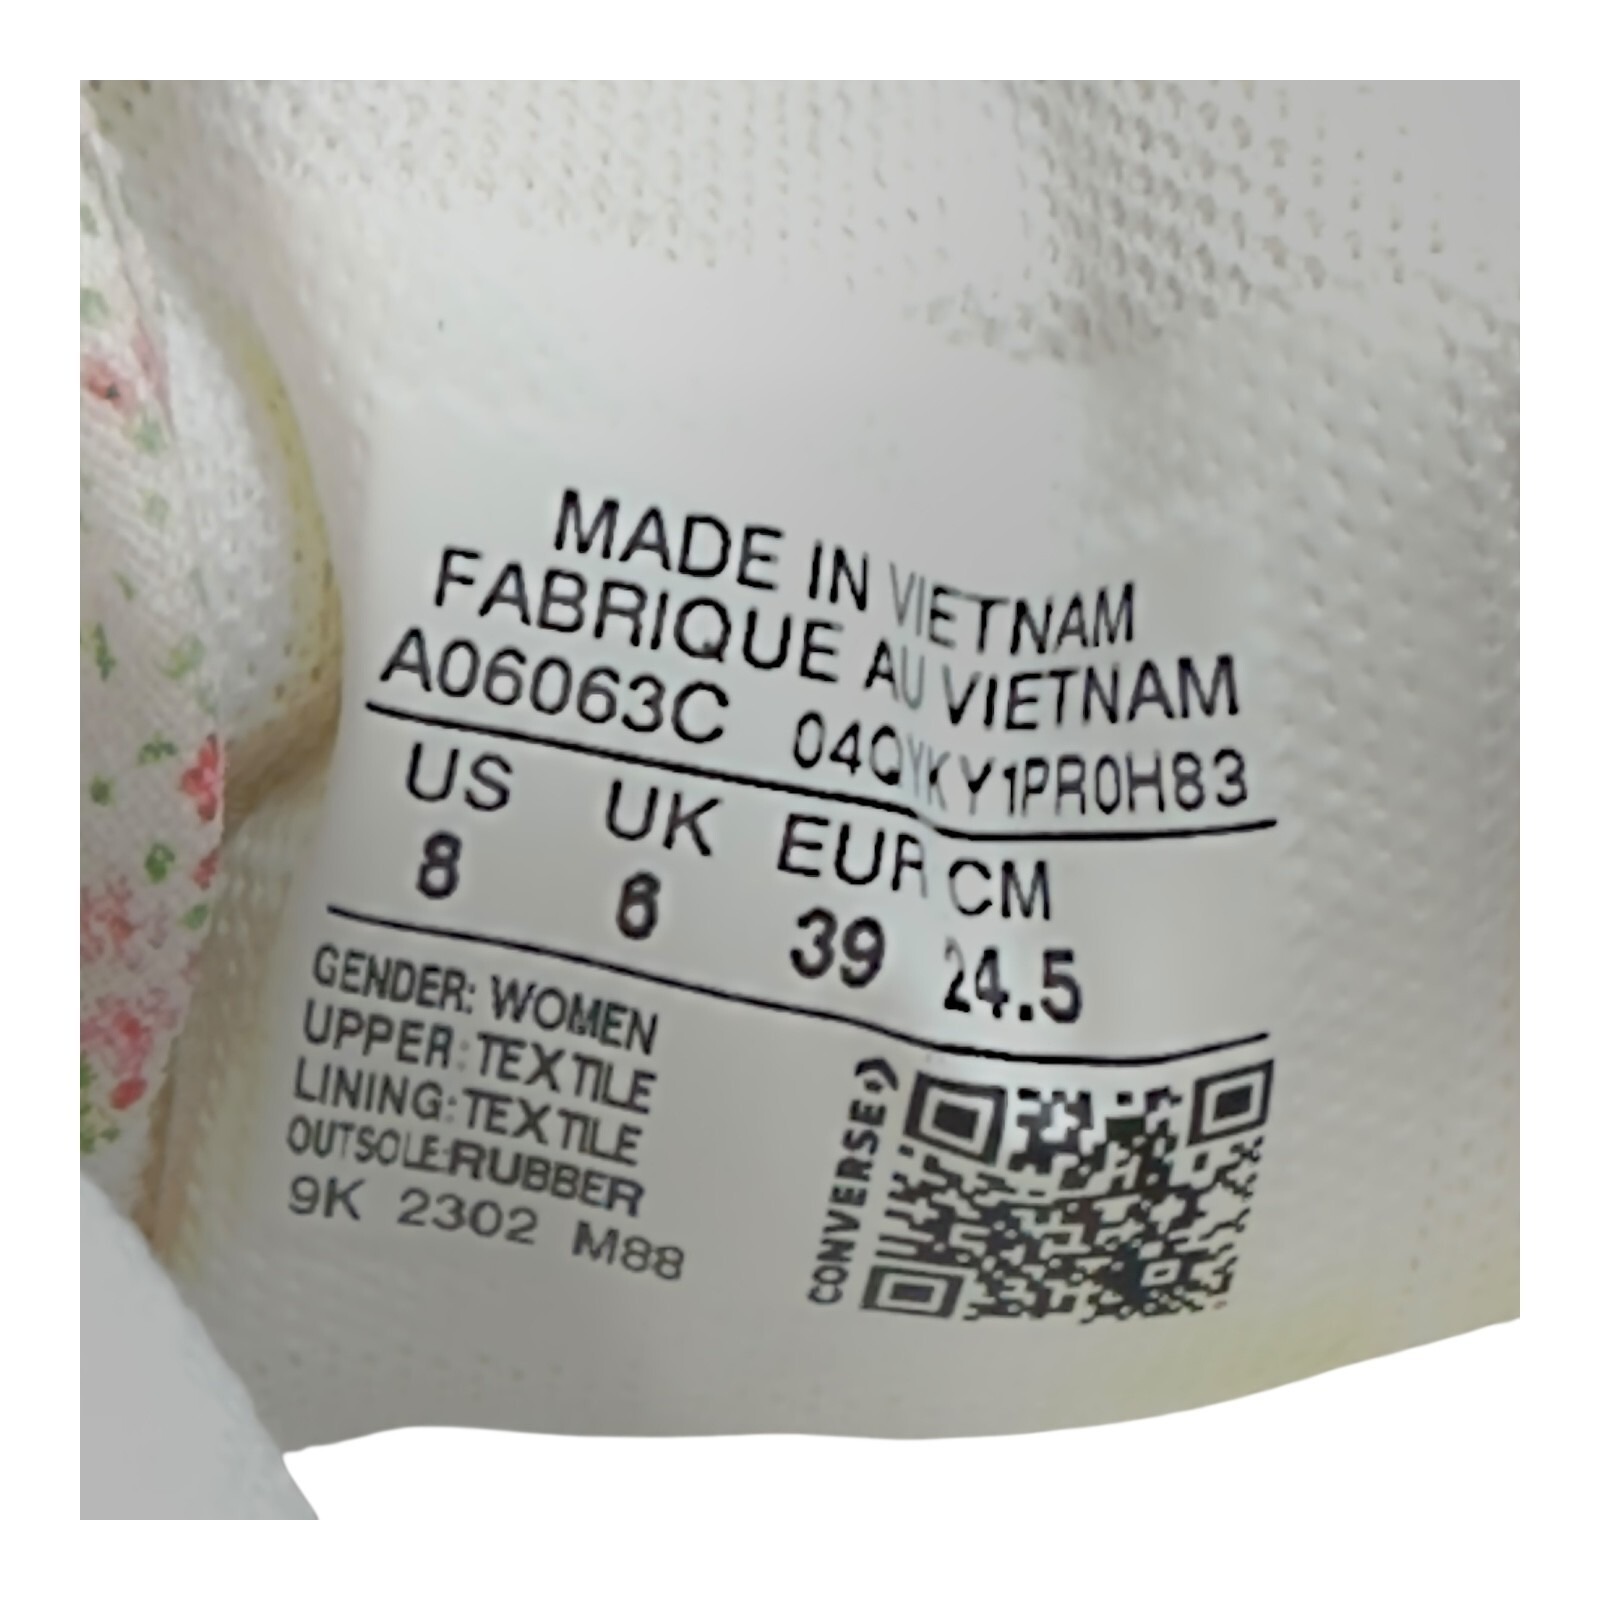 MADE IN VIETNAM
FABRIQUE AU VIETNAM
A06063C 04QYKY1PR0H83
US UK EUR CM
8 6 39 24.5
GENDER: WOMEN
UPPER: TEXTILE
LINING: TEXTILE
OUTSOLE:RUBBER
9K 2302 M88
CONVERSE